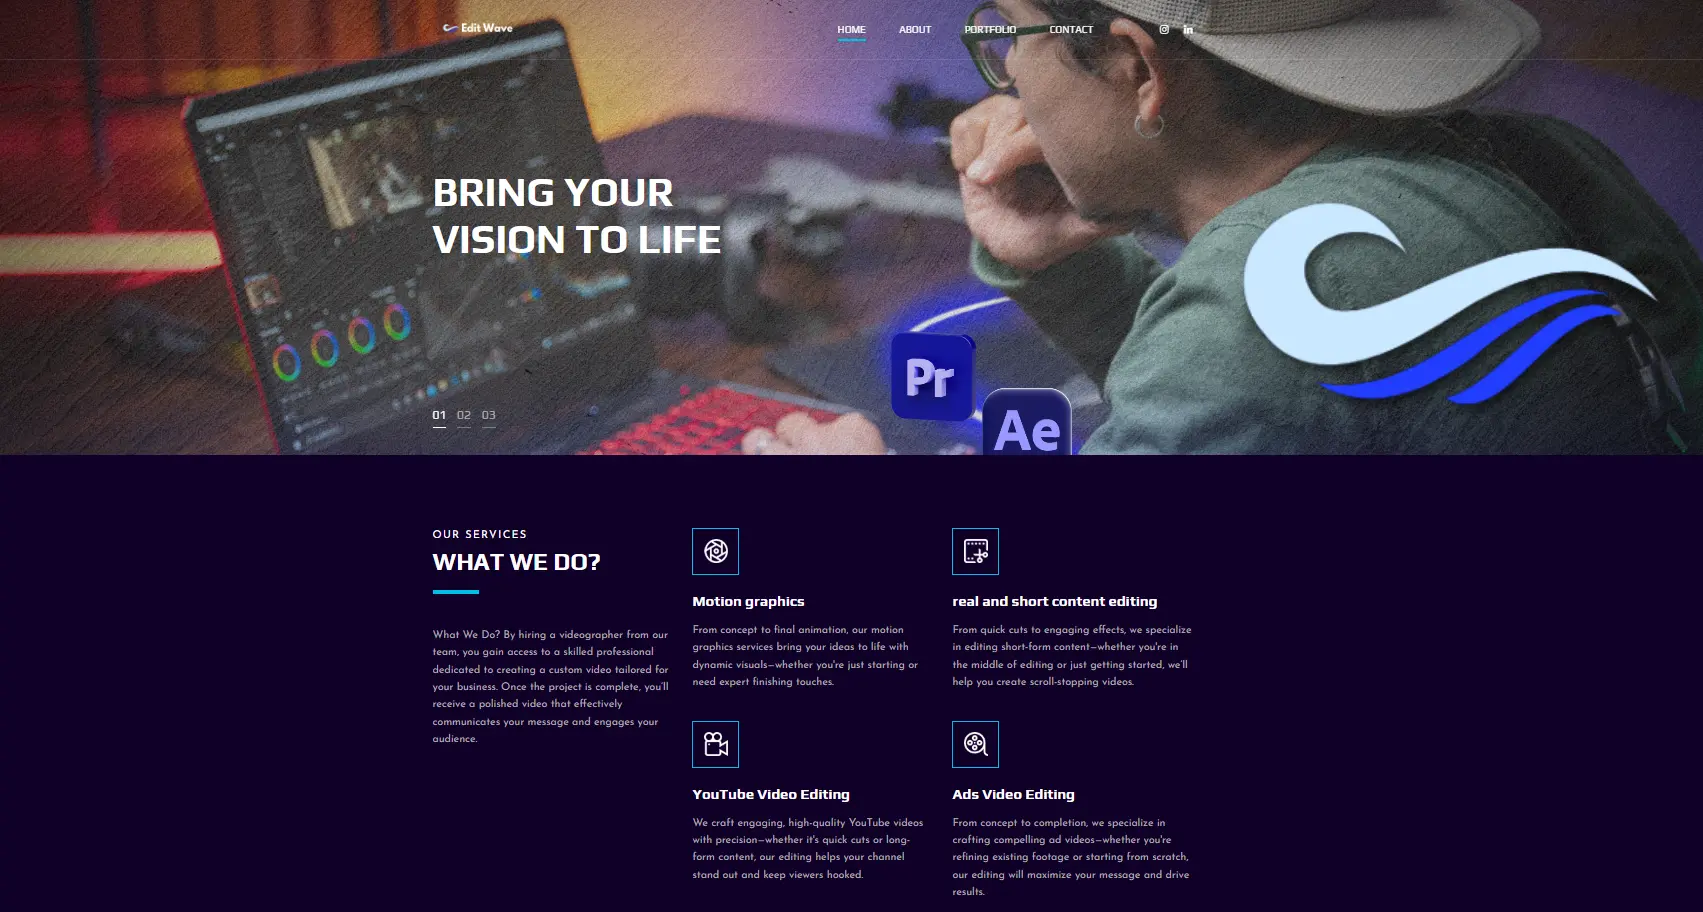 Edit Wave
HOME ABOUT PORTFOLIO CONTACT
BRING YOUR
VISION TO LIFE
Pr
Ae
01 02 03
OUR SERVICES
WHAT WE DO?
What We Do? By hiring a videographer from our
team, you gain access to a skilled professional
dedicated to creating a custom video tailored for
your business. Once the project is complete, you'll
receive a polished video that effectively
communicates your message and engages your
audience.
Motion graphics
From concept to final animation, our motion
graphics services bring your ideas to life with
dynamic visuals—whether you're just starting or
need expert finishing touches.
real and short content editing
From quick cuts to engaging effects, we specialize
in editing short-form content—whether you're in
the middle of editing or just getting started, we'll
help you create scroll-stopping videos.
YouTube Video Editing
We craft engaging, high-quality YouTube videos
with precision—whether it's quick cuts or long-
form content, our editing helps your channel
stand out and keep viewers hooked.
Ads Video Editing
From concept to completion, we specialize in
crafting compelling ad videos—whether you're
refining existing footage or starting from scratch,
our editing will maximize your message and drive
results.